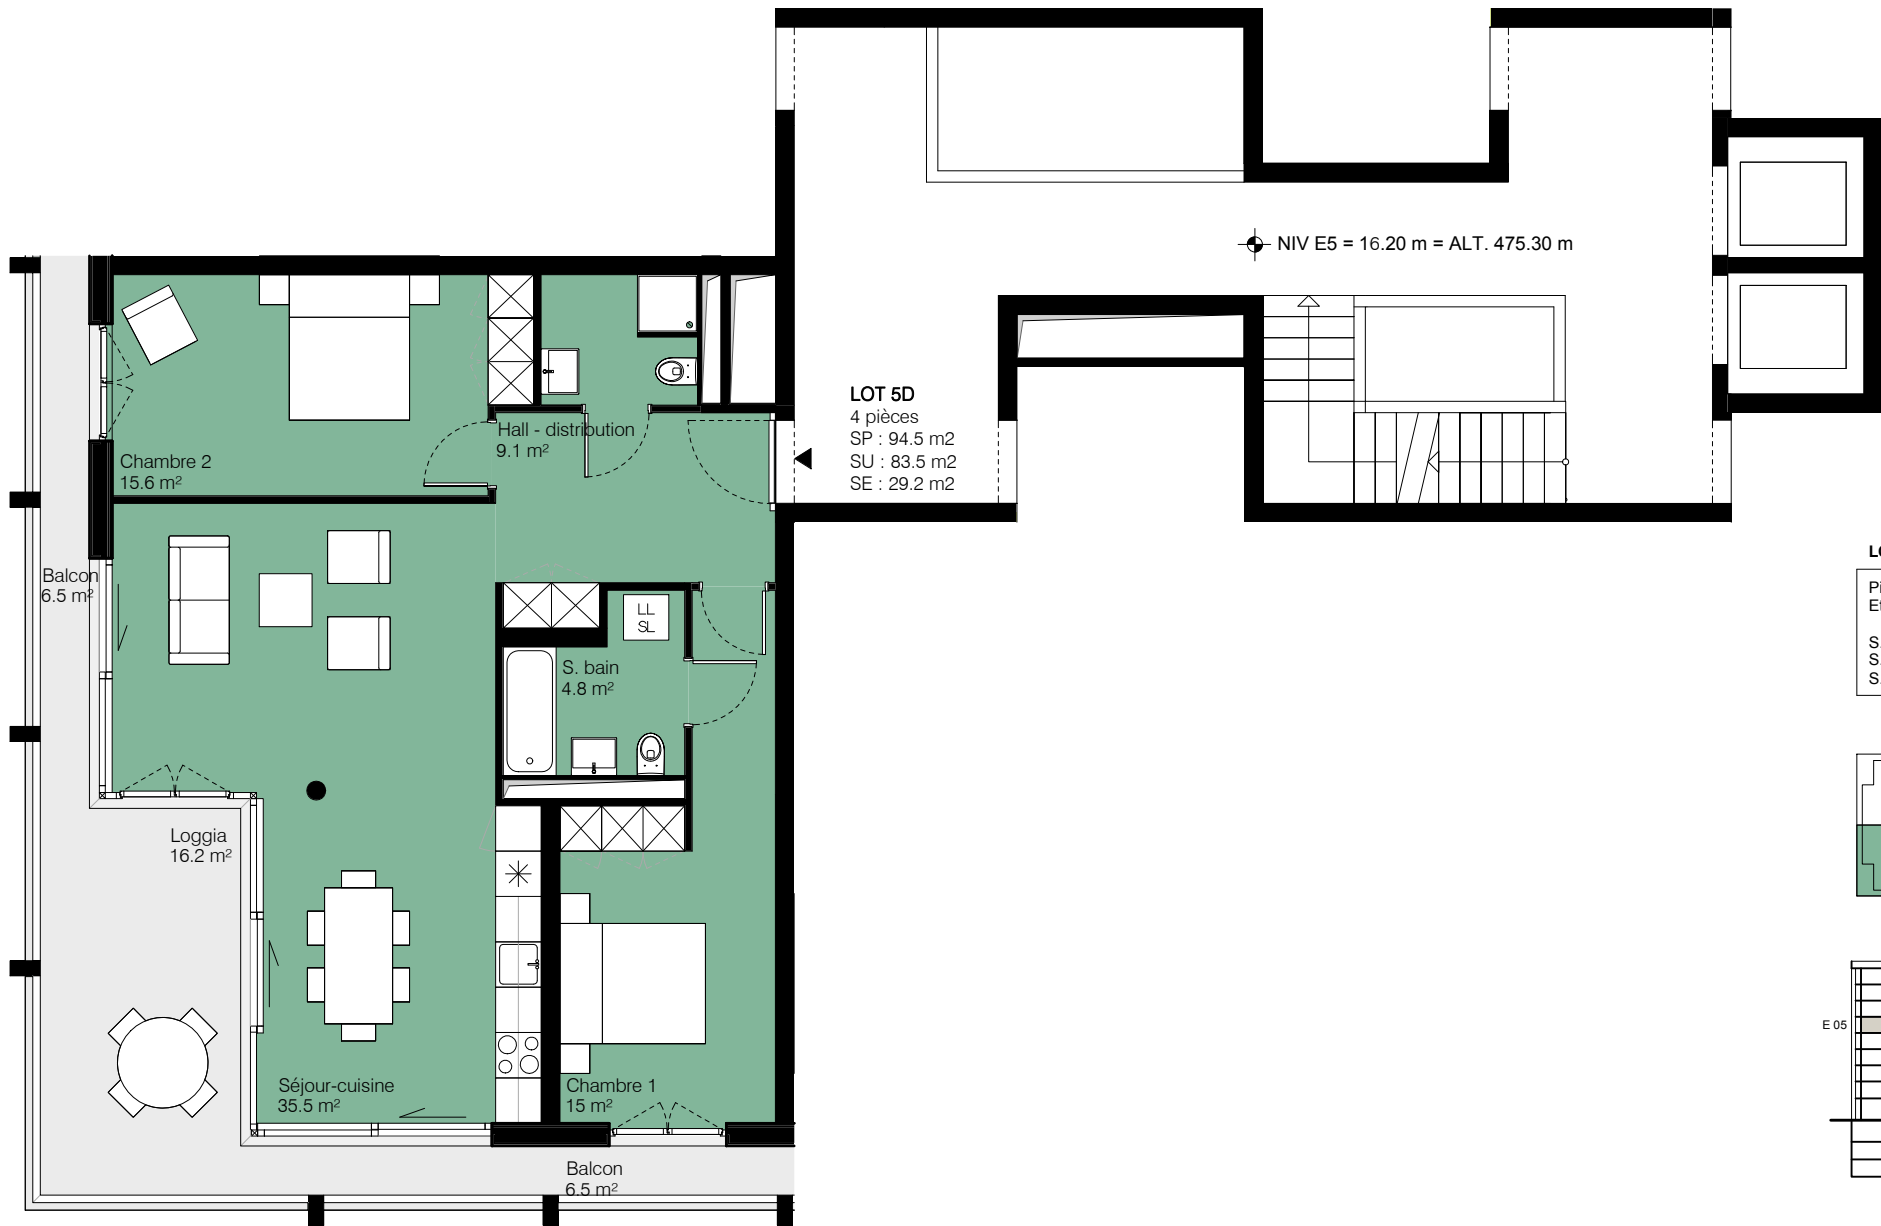 NIV E5 = 16.20 m = ALT. 475.30 m
LOT 5D
4 pièces
SP : 94.5 m2
SU : 83.5 m2
SE : 29.2 m2
Hall - distribution
9.1 m²
Chambre 2
15.6 m²
Balcon
6.5 m²
LL
SL
S. bain
4.8 m²
Loggia
16.2 m²
Séjour-cuisine
35.5 m²
Chambre 1
15 m²
Balcon
6.5 m²
E 05